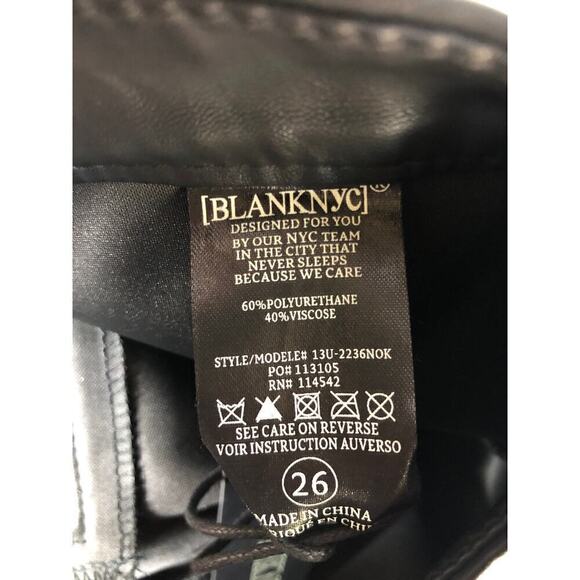 [BLANKNYC]®
DESIGNED FOR YOU
BY OUR NYC TEAM
IN THE CITY THAT
NEVER SLEEPS
BECAUSE WE CARE
60%POLYURETHANE
40%VISCOSE
STYLE/MODELE# 13U-2236NOK
PO# 113105
RN# 114542
SEE CARE ON REVERSE
VOIR INSTRUCTION AUVERSO
26
MADE IN CHINA